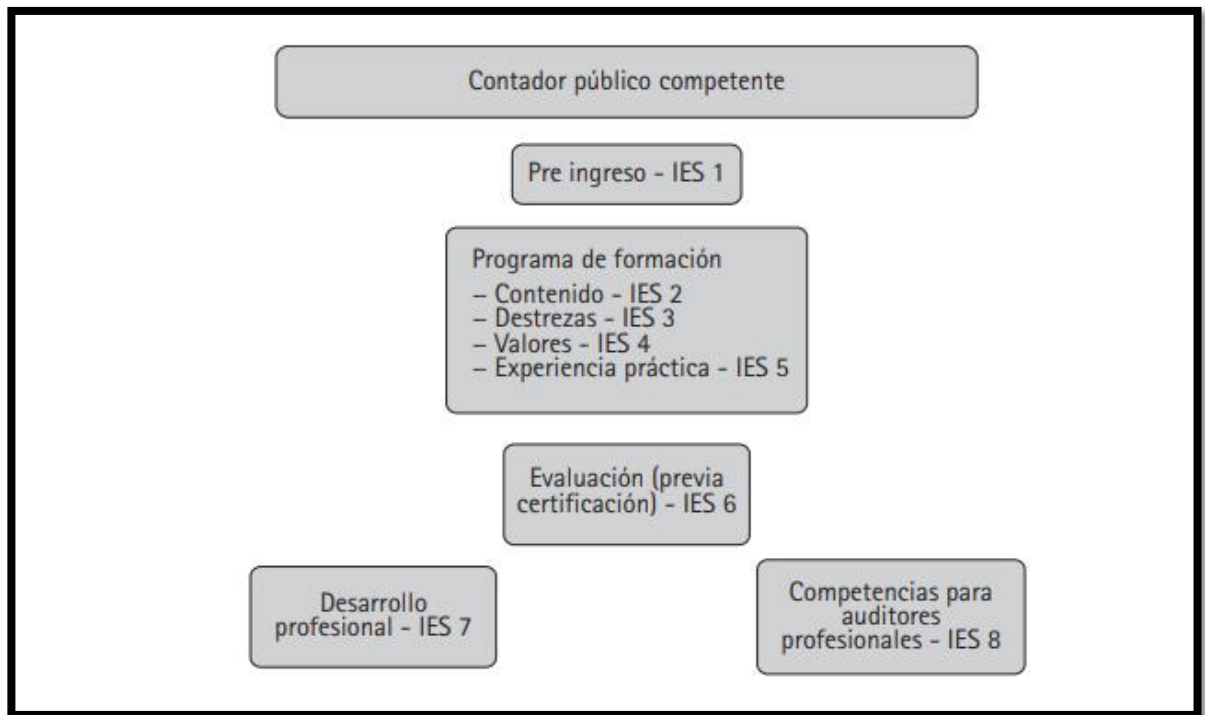 Contador público competente
Pre ingreso - IES 1
Programa de formación
– Contenido - IES 2
– Destrezas - IES 3
– Valores - IES 4
– Experiencia práctica - IES 5
Evaluación (previa
certificación) - IES 6
Desarrollo
profesional - IES 7
Competencias para
auditores
profesionales - IES 8